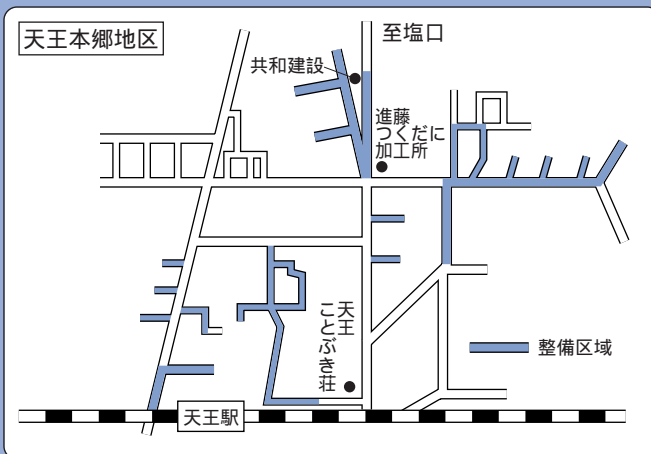 天王本郷地区
至塩口
共和建設
進藤
つくだに
加工所
天王
ことぶき荘
整備区域
天王駅